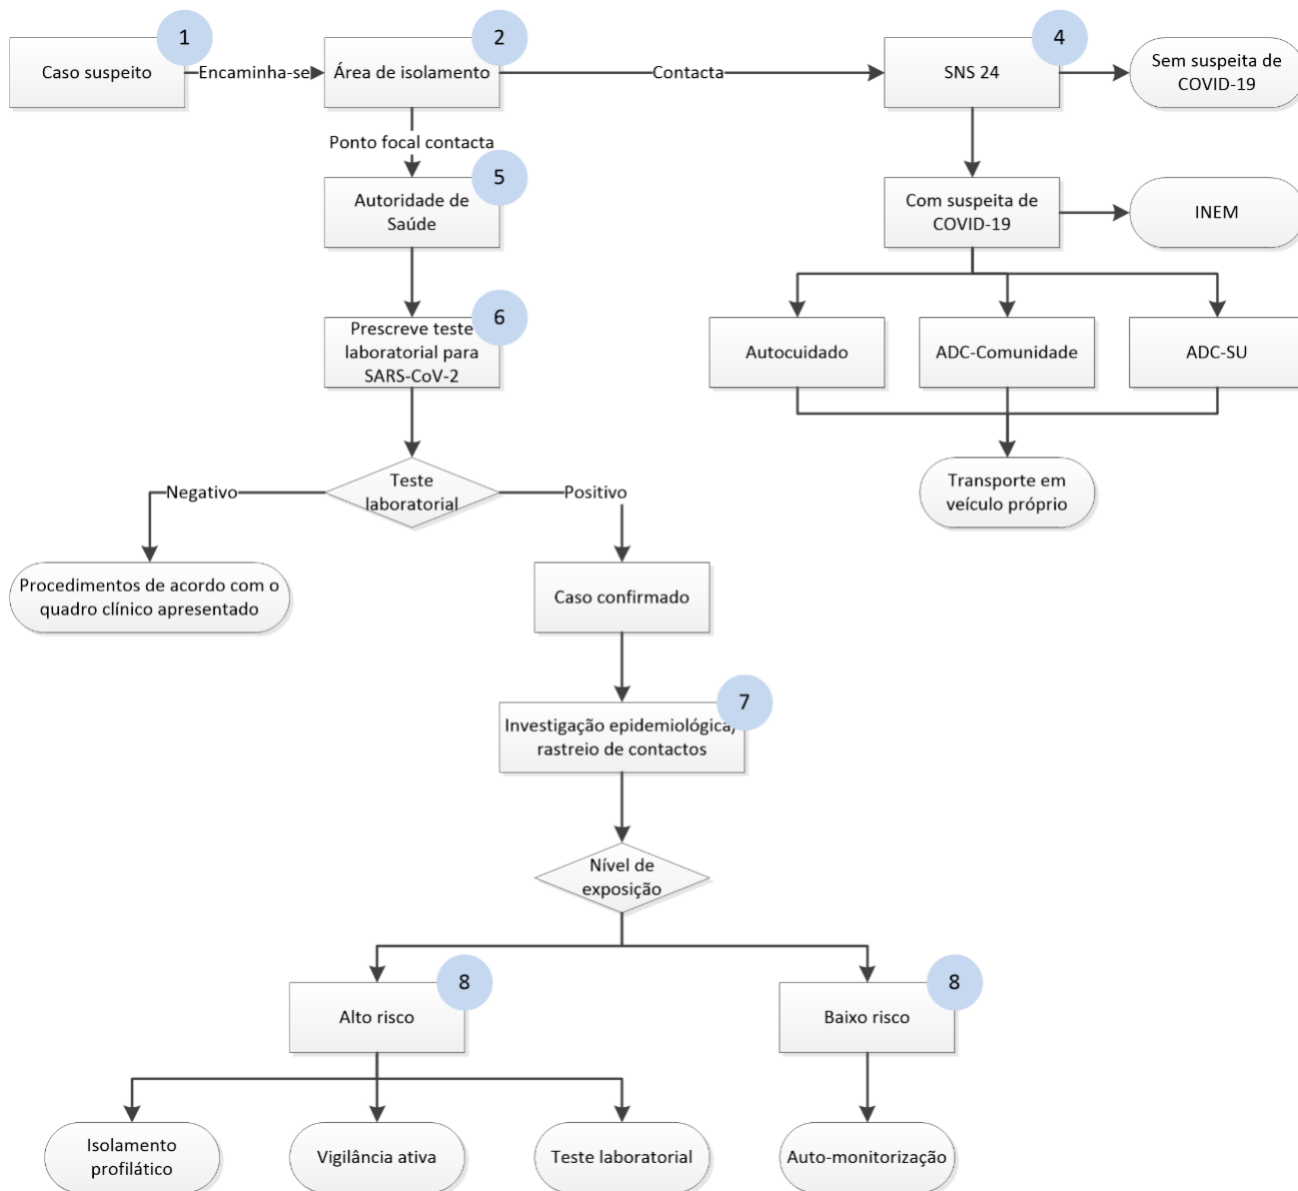 1
Caso suspeito
Encaminha-se
2
Área de isolamento
Contacta
4
SNS 24
Sem suspeita de
COVID-19
Ponto focal contacta
5
Autoridade de
Saúde
Com suspeita de
COVID-19
INEM
6
Prescreve teste
laboratorial para
SARS-CoV-2
Autocuidado
ADC-Comunidade
ADC-SU
Transporte em
veículo próprio
Teste
laboratorial
Negativo
Positivo
Procedimentos de acordo com o
quadro clínico apresentado
Caso confirmado
7
Investigação epidemiológica/
rastreio de contactos
Nível de
exposição
8
Alto risco
8
Baixo risco
Isolamento
profilático
Vigilância ativa
Teste laboratorial
Auto-monitorização